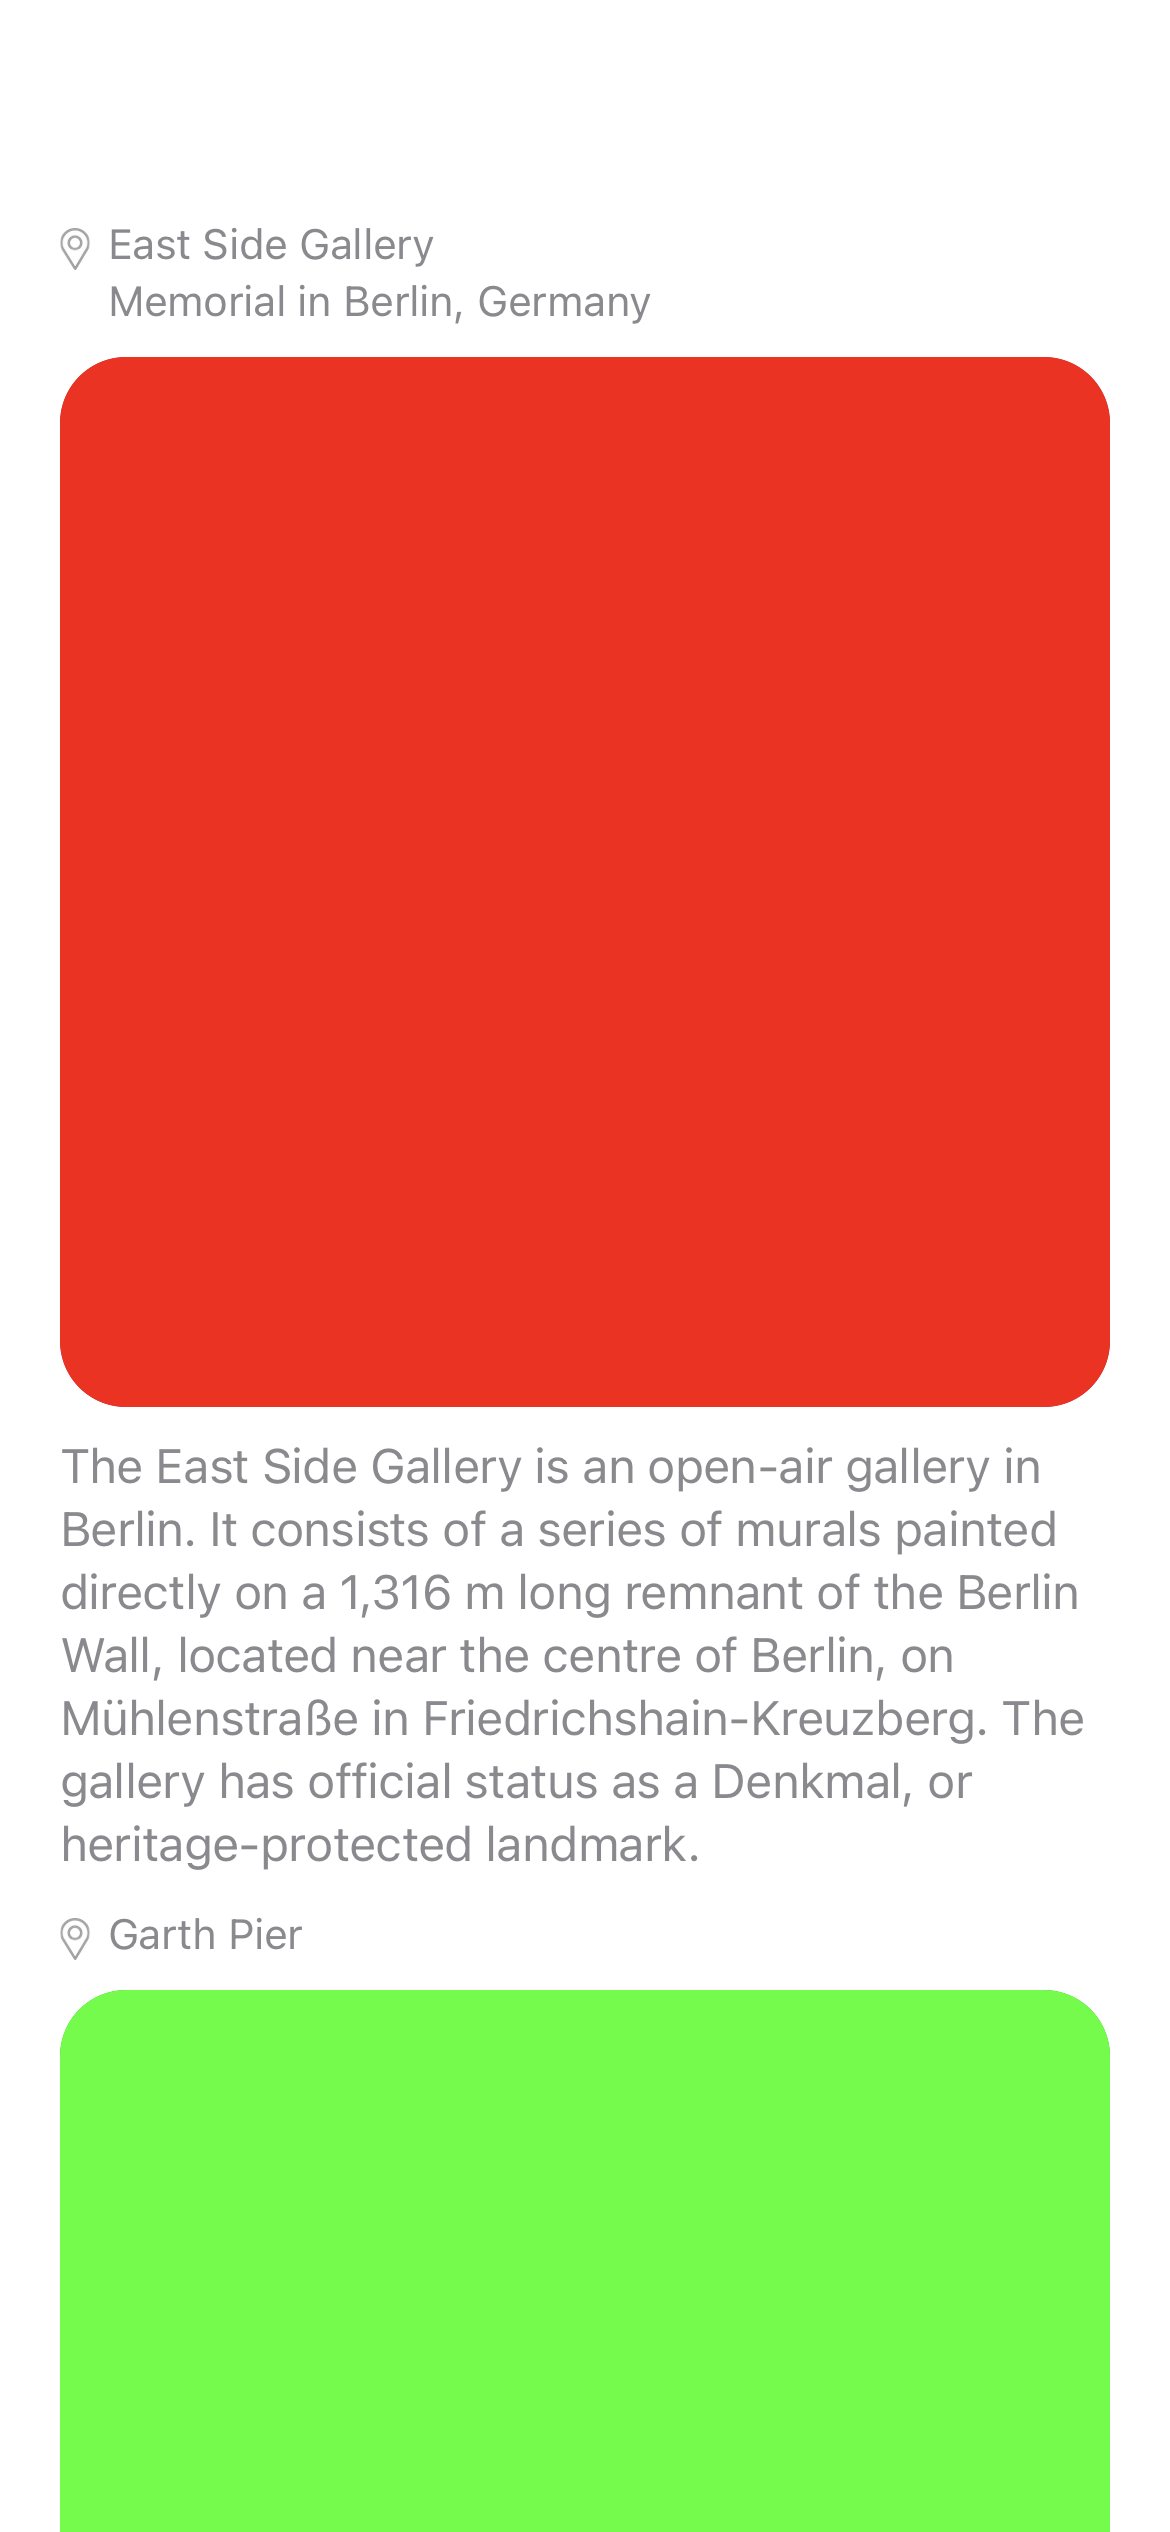 East Side Gallery
Memorial in Berlin, Germany
The East Side Gallery is an open-air gallery in
Berlin. It consists of a series of murals painted
directly on a 1,316 m long remnant of the Berlin
Wall, located near the centre of Berlin, on
Mühlenstraße in Friedrichshain-Kreuzberg. The
gallery has official status as a Denkmal, or
heritage-protected landmark.
Garth Pier